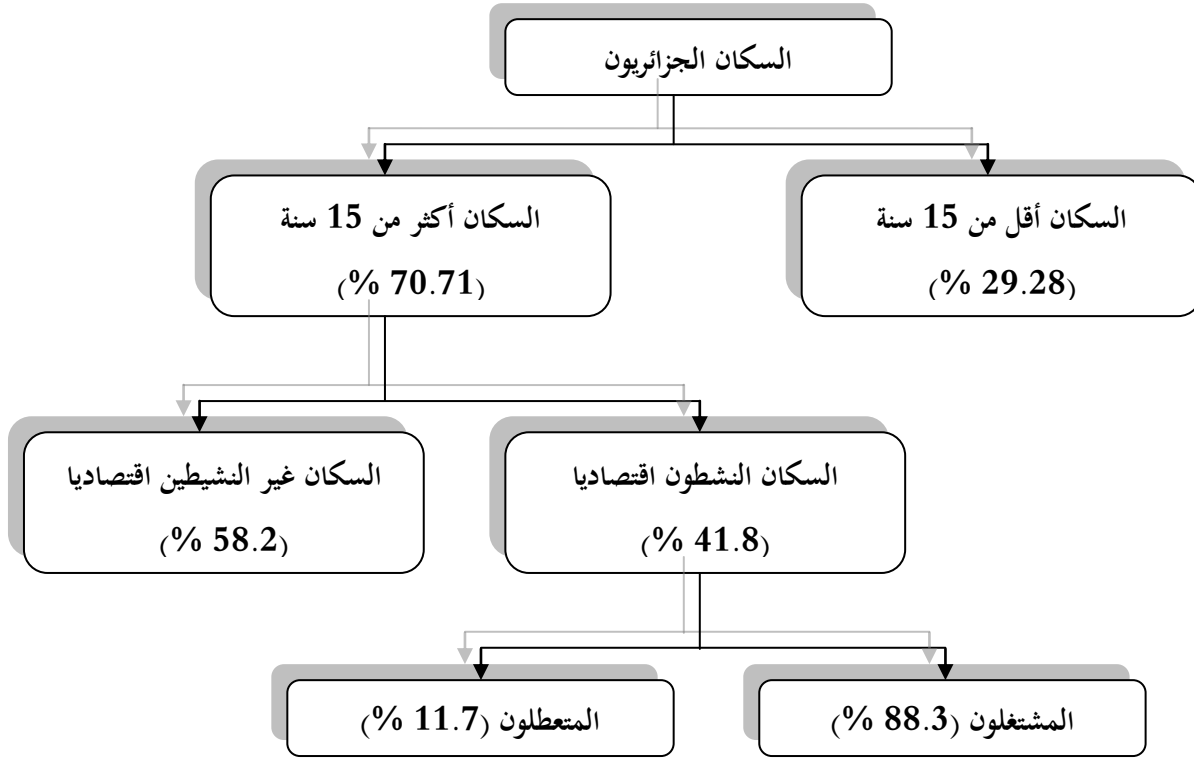 السكان الجزائريون
السكان أقل من 15 سنة
(29.28 %)
السكان أكثر من 15 سنة
(70.71 %)
السكان النشطون اقتصاديا
(41.8 %)
السكان غير النشيطين اقتصاديا
(58.2 %)
المشتغلون (88.3 %)
المتعطلون (11.7 %)